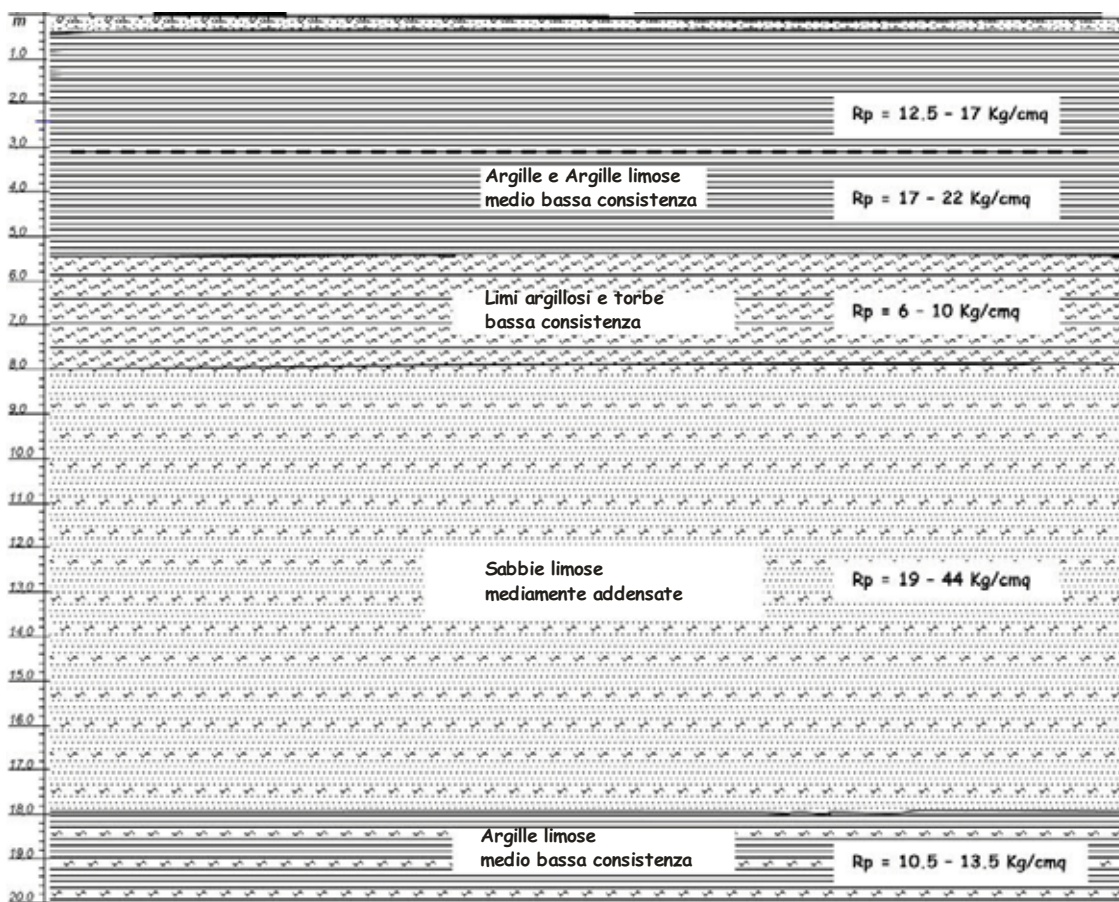 m
1.0
2.0
Rp = 12.5 - 17 Kg/cmq
3.0
Argille e Argille limose
medio bassa consistenza
4.0
Rp = 17 - 22 Kg/cmq
5.0
6.0
Limi argillosi e torbe
bassa consistenza
Rp = 6 - 10 Kg/cmq
7.0
8.0
9.0
10.0
11.0
12.0
Sabbie limose
mediamente addensate
Rp = 19 - 44 Kg/cmq
13.0
14.0
15.0
16.0
17.0
18.0
Argille limose
medio bassa consistenza
19.0
Rp = 10.5 - 13.5 Kg/cmq
20.0